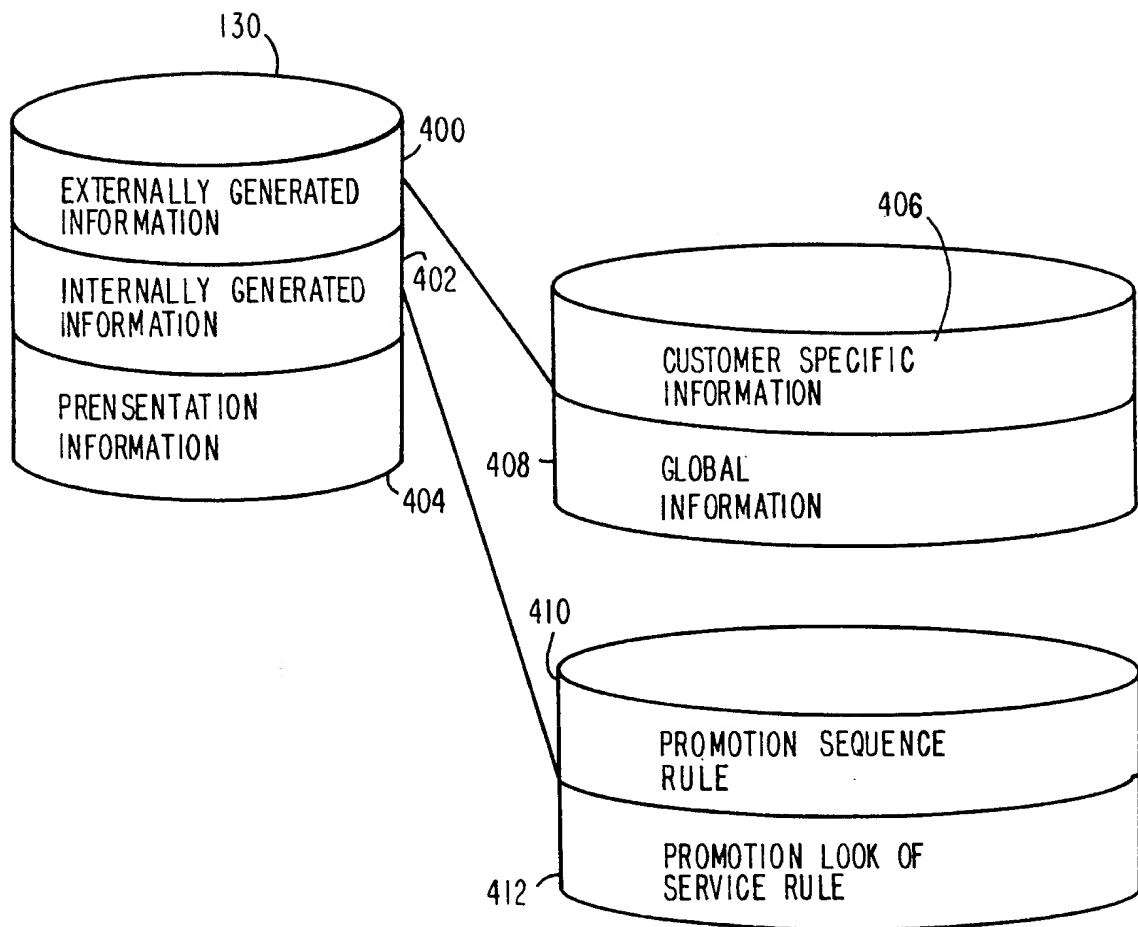 130
400
EXTERNALLY GENERATED
INFORMATION
402
INTERNALLY GENERATED
INFORMATION
PRENSENTATION
INFORMATION
404
406
CUSTOMER SPECIFIC
INFORMATION
408
GLOBAL
INFORMATION
410
PROMOTION SEQUENCE
RULE
PROMOTION LOOK OF
SERVICE RULE
412